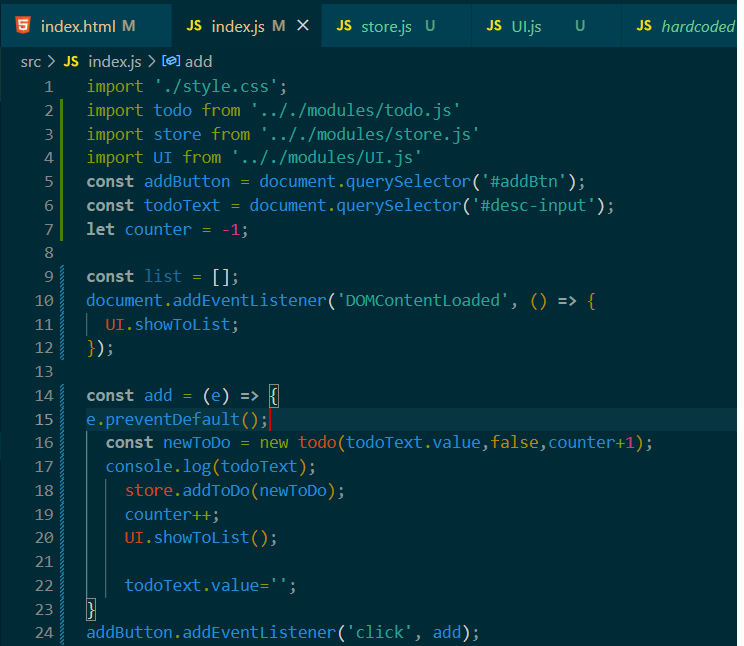 index.html M JS index.js M × JS store.js U JS UI.js U JS hardcoded
src > JS index.js > add
1 import './style.css';
2 import todo from '.././modules/todo.js'
3 import store from '.././modules/store.js'
4 import UI from '.././modules/UI.js'
5 const addButton = document.querySelector('#addBtn');
6 const todoText = document.querySelector('#desc-input');
7 let counter = -1;
8
9 const list = [];
10 document.addEventListener('DOMContentLoaded', () => {
11 UI.showToList;
12 });
13
14 const add = (e) => {
15 e.preventDefault();
16 const newToDo = new todo(todoText.value,false,counter+1);
17 console.log(todoText);
18 store.addToDo(newToDo);
19 counter++;
20 UI.showToList();
21
22 todoText.value='';
23 }
24 addButton.addEventListener('click', add);